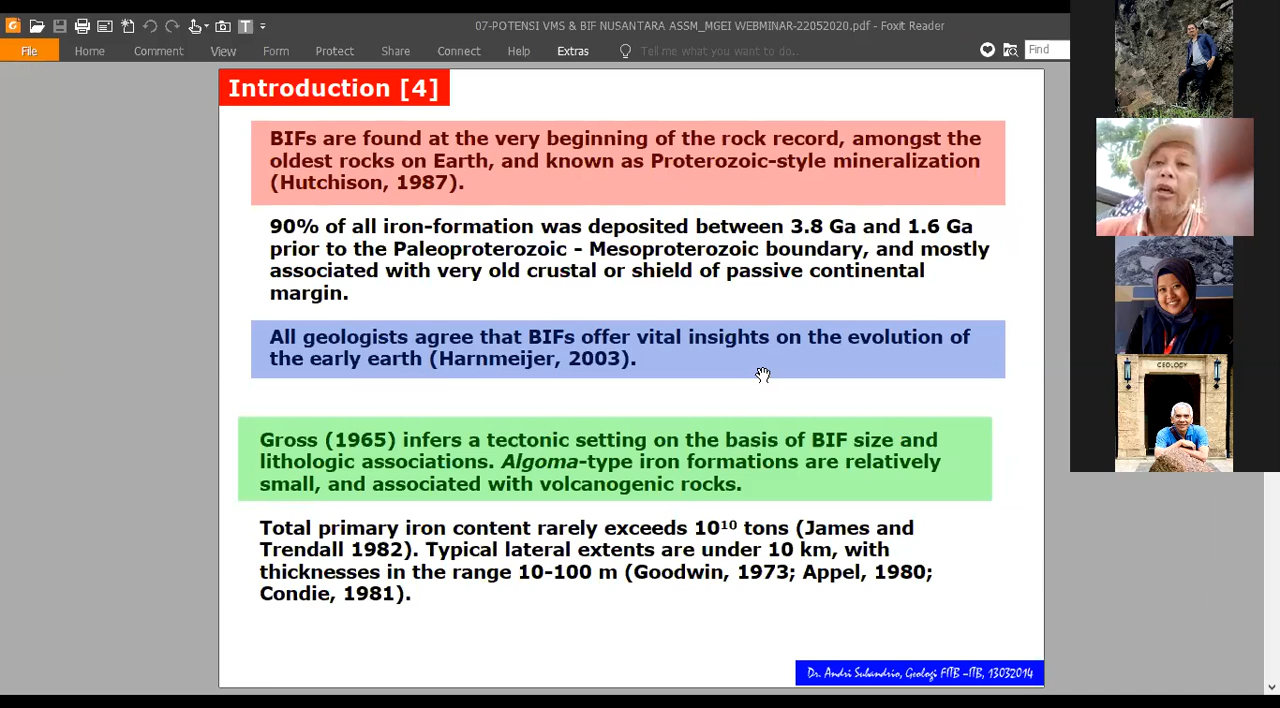 07-POTENSI VMS & BIF NUSANTARA ASSM_MGEI WEBMINAR-22052020.pdf - Foxit Reader
File Home Comment View Form Protect Share Connect Help Extras Tell me what you want to do.. Find
Introduction [4]
BIFs are found at the very beginning of the rock record, amongst the
oldest rocks on Earth, and known as Proterozoic-style mineralization
(Hutchison, 1987).
90% of all iron-formation was deposited between 3.8 Ga and 1.6 Ga
prior to the Paleoproterozoic - Mesoproterozoic boundary, and mostly
associated with very old crustal or shield of passive continental
margin.
All geologists agree that BIFs offer vital insights on the evolution of
the early earth (Harnmeijer, 2003).
Gross (1965) infers a tectonic setting on the basis of BIF size and
lithologic associations. Algoma-type iron formations are relatively
small, and associated with volcanogenic rocks.
Total primary iron content rarely exceeds 10¹⁰ tons (James and
Trendall 1982). Typical lateral extents are under 10 km, with
thicknesses in the range 10-100 m (Goodwin, 1973; Appel, 1980;
Condie, 1981).
Dr. Andri Subandrio, Geologi FITB -ITB, 13032014
GEOLOGY